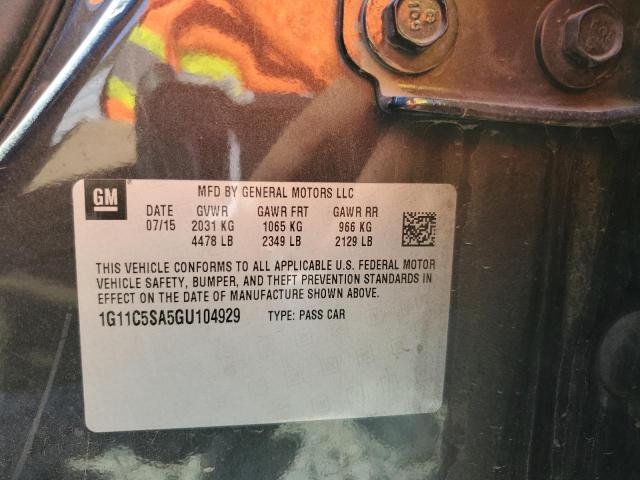 GM
MFD BY GENERAL MOTORS LLC
DATE GVWR GAWR FRT GAWR RR
07/15 2031 KG 1065 KG 966 KG
4478 LB 2349 LB 2129 LB
THIS VEHICLE CONFORMS TO ALL APPLICABLE U.S. FEDERAL MOTOR
VEHICLE SAFETY, BUMPER, AND THEFT PREVENTION STANDARDS IN
EFFECT ON THE DATE OF MANUFACTURE SHOWN ABOVE.
1G11C5SA5GU104929 TYPE: PASS CAR